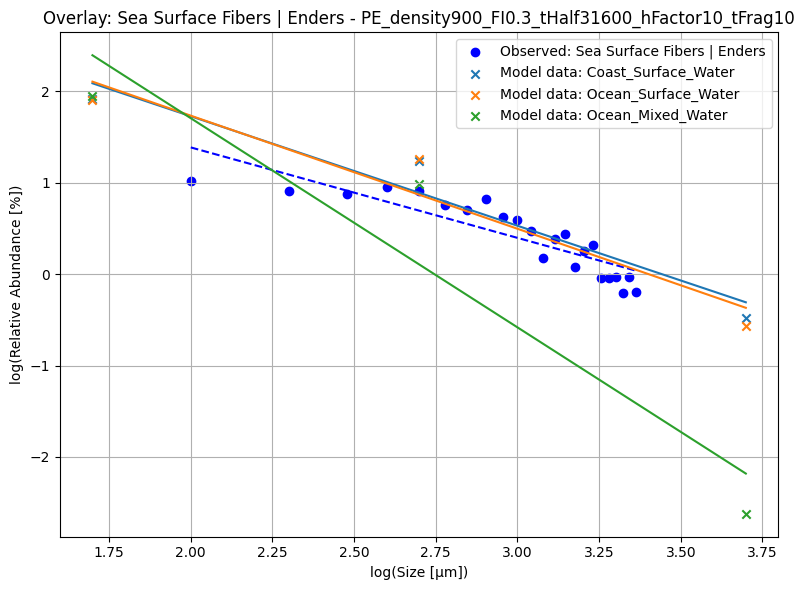 Overlay: Sea Surface Fibers | Enders - PE_density900_FI0.3_tHalf31600_hFactor10_tFrag10
Observed: Sea Surface Fibers | Enders
Model data: Coast_Surface_Water
Model data: Ocean_Surface_Water
Model data: Ocean_Mixed_Water
log(Relative Abundance [%])
2
1
0
−1
−2
1.75 2.00 2.25 2.50 2.75 3.00 3.25 3.50 3.75
log(Size [μm])